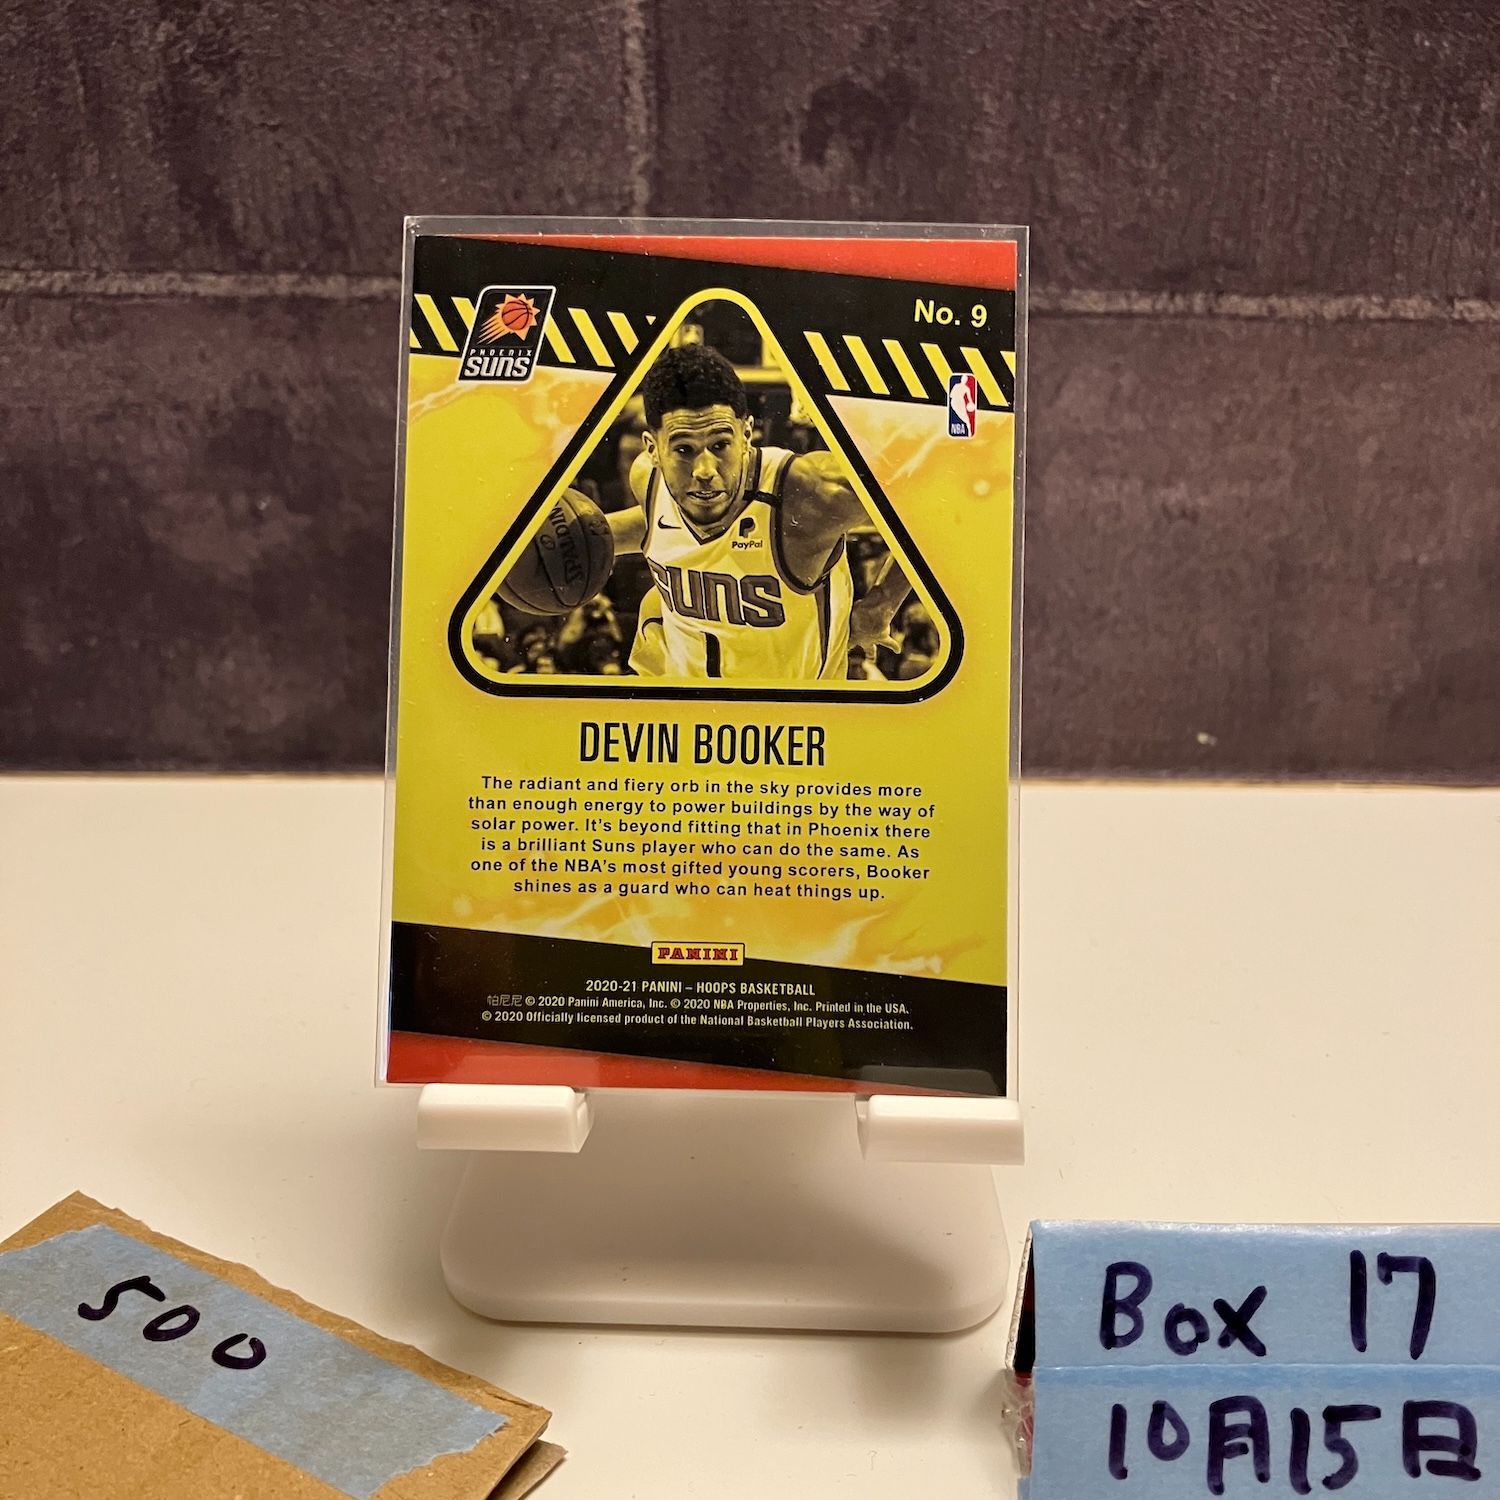 No. 9
PHOENIX
SUNS
NBA
SPALDING
PayPal
SUNS
1
DEVIN BOOKER
The radiant and fiery orb in the sky provides more
than enough energy to power buildings by the way of
solar power. It's beyond fitting that in Phoenix there
is a brilliant Suns player who can do the same. As
one of the NBA's most gifted young scorers, Booker
shines as a guard who can heat things up.
PANINI
2020-21 PANINI – HOOPS BASKETBALL
帕尼尼 © 2020 Panini America, Inc. © 2020 NBA Properties, Inc. Printed in the USA.
© 2020 Officially licensed product of the National Basketball Players Association.
500
Box 17
10月15日